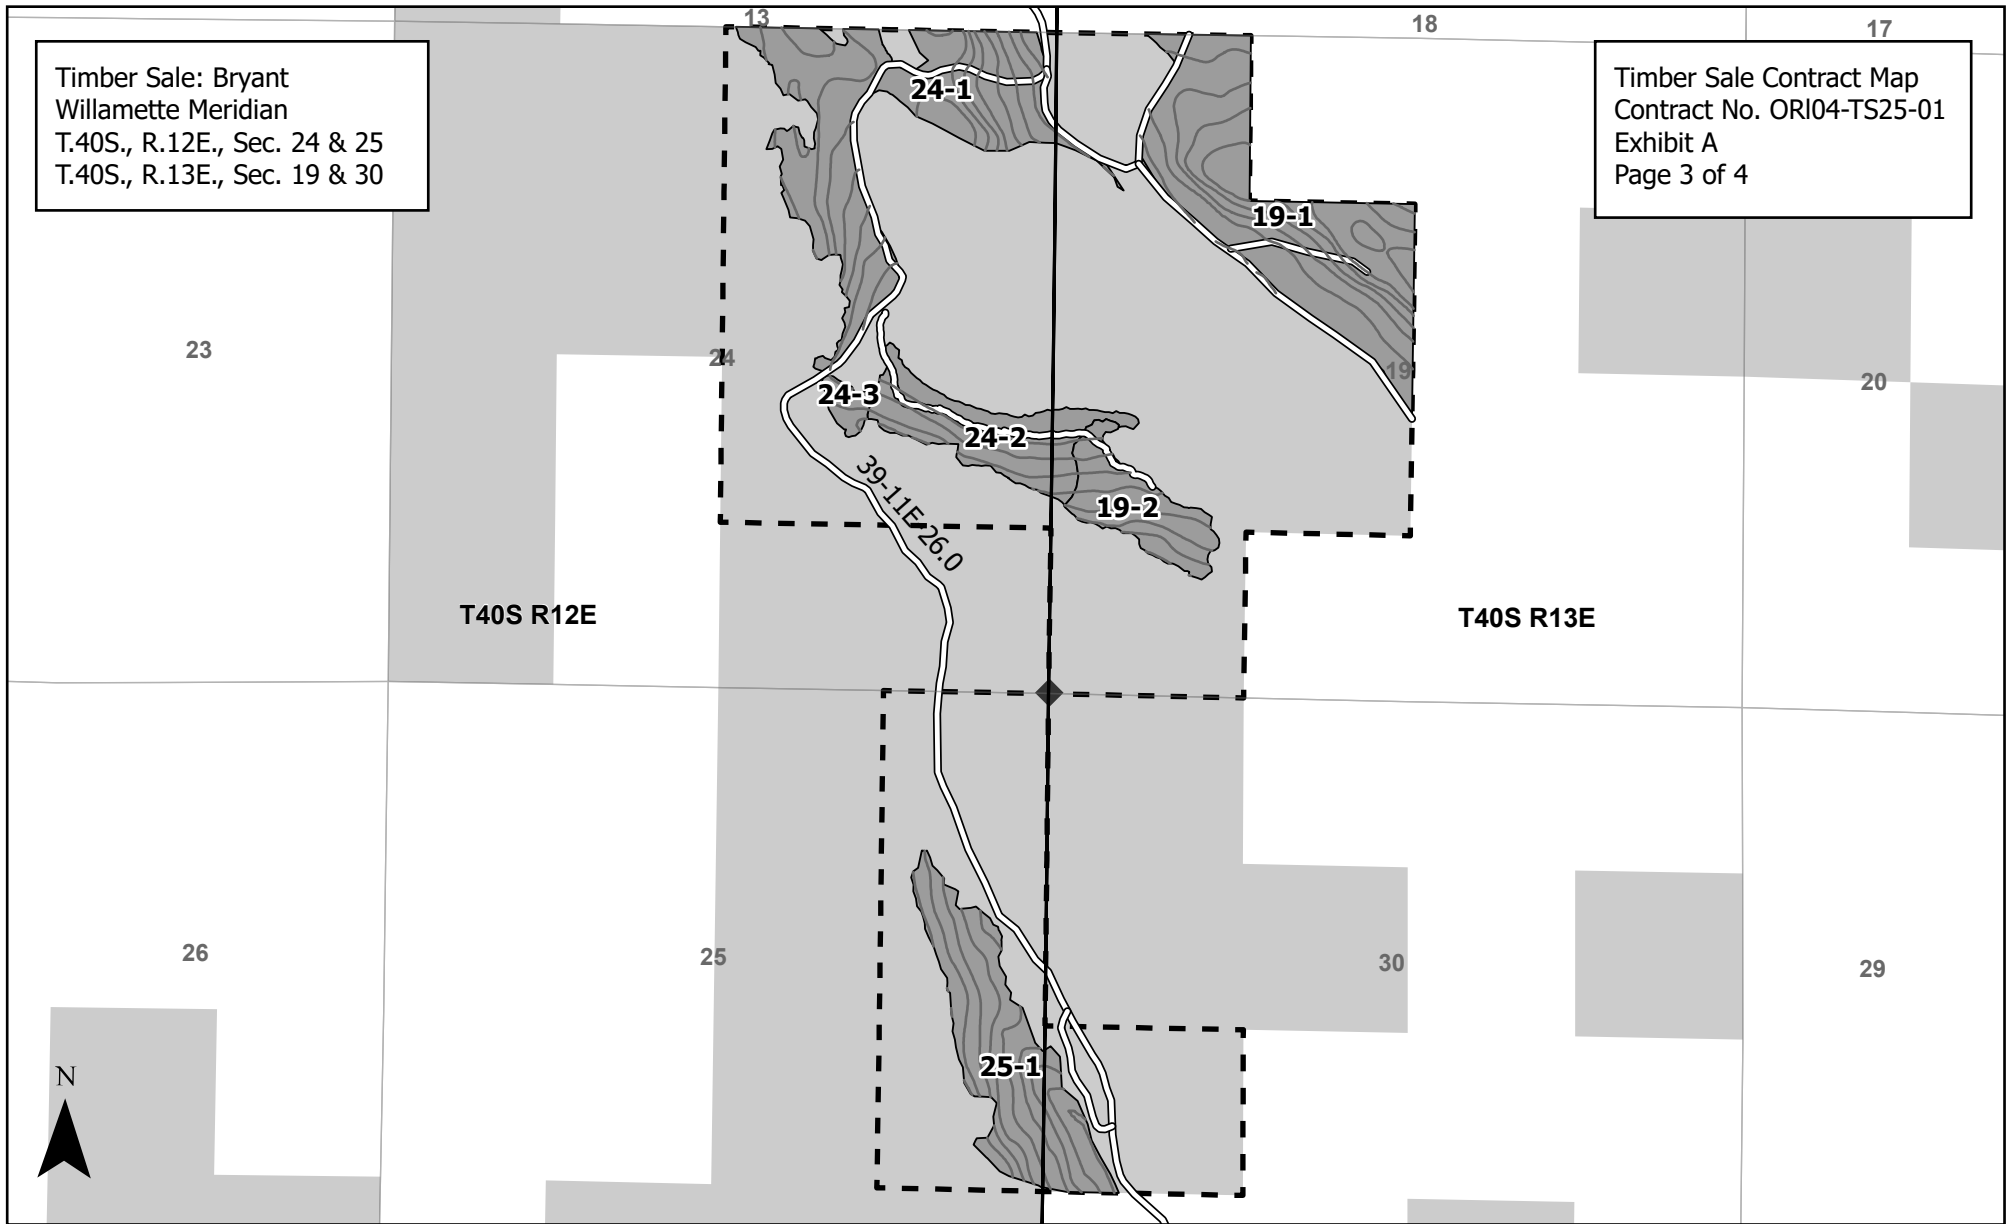 13
18
17
Timber Sale: Bryant
Willamette Meridian
T.40S., R.12E., Sec. 24 & 25
T.40S., R.13E., Sec. 19 & 30
Timber Sale Contract Map
Contract No. ORI04-TS25-01
Exhibit A
Page 3 of 4
24-1
19-1
23
24
19
20
24-3
24-2
19-2
39-11E-26.0
T40S R12E
T40S R13E
26
25
30
29
25-1
N